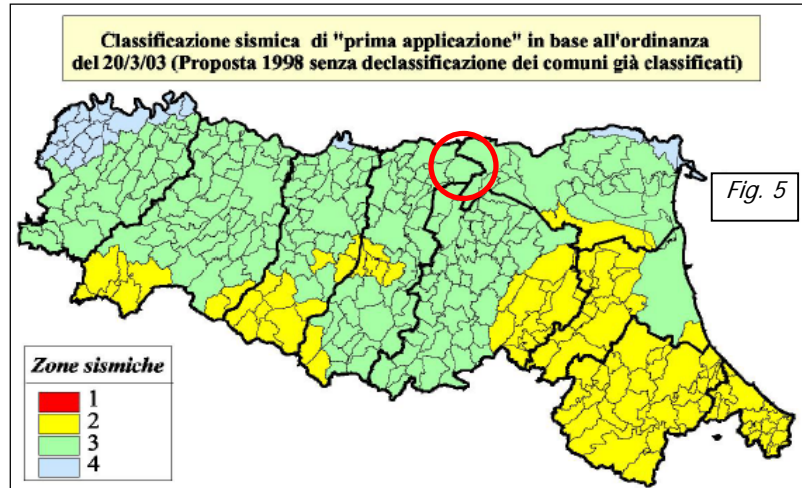 Classificazione sismica di "prima applicazione" in base all'ordinanza
del 20/3/03 (Proposta 1998 senza declassificazione dei comuni già classificati)
Fig. 5
Zone sismiche
1
2
3
4